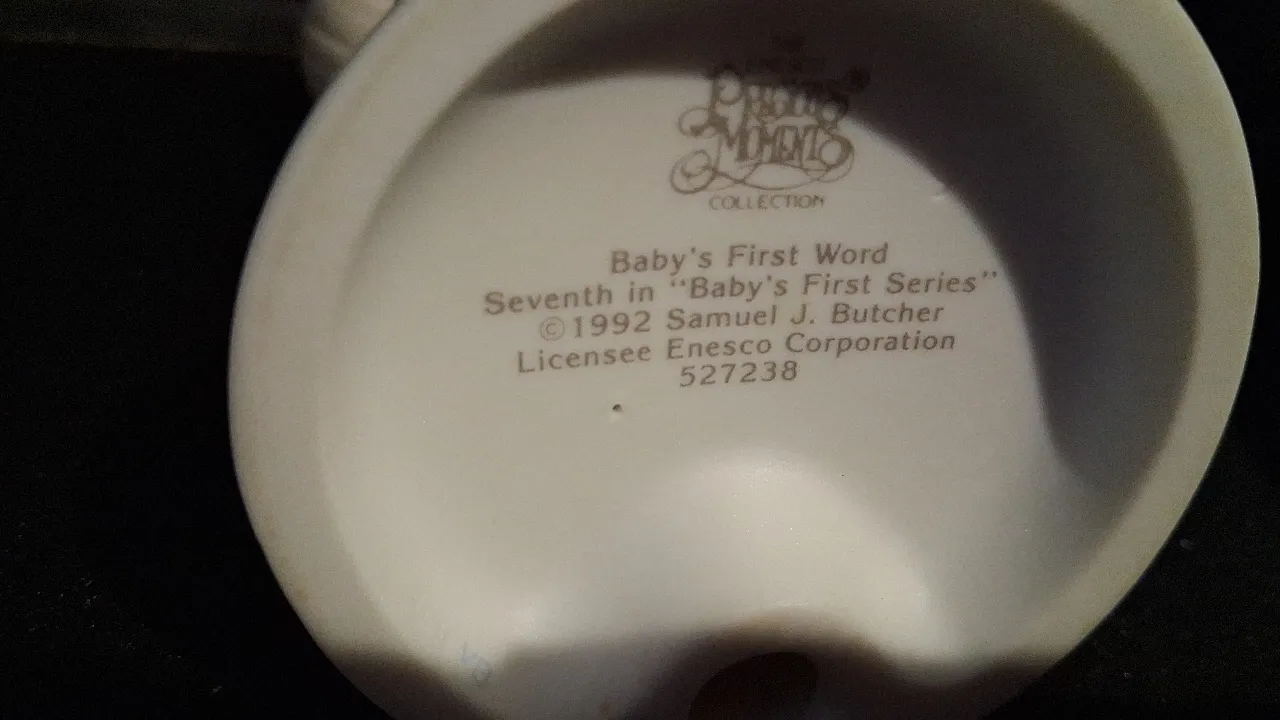 PRECIOUS
MOMENTS
COLLECTION
Baby's First Word
Seventh in "Baby's First Series"
©1992 Samuel J. Butcher
Licensee Enesco Corporation
527238